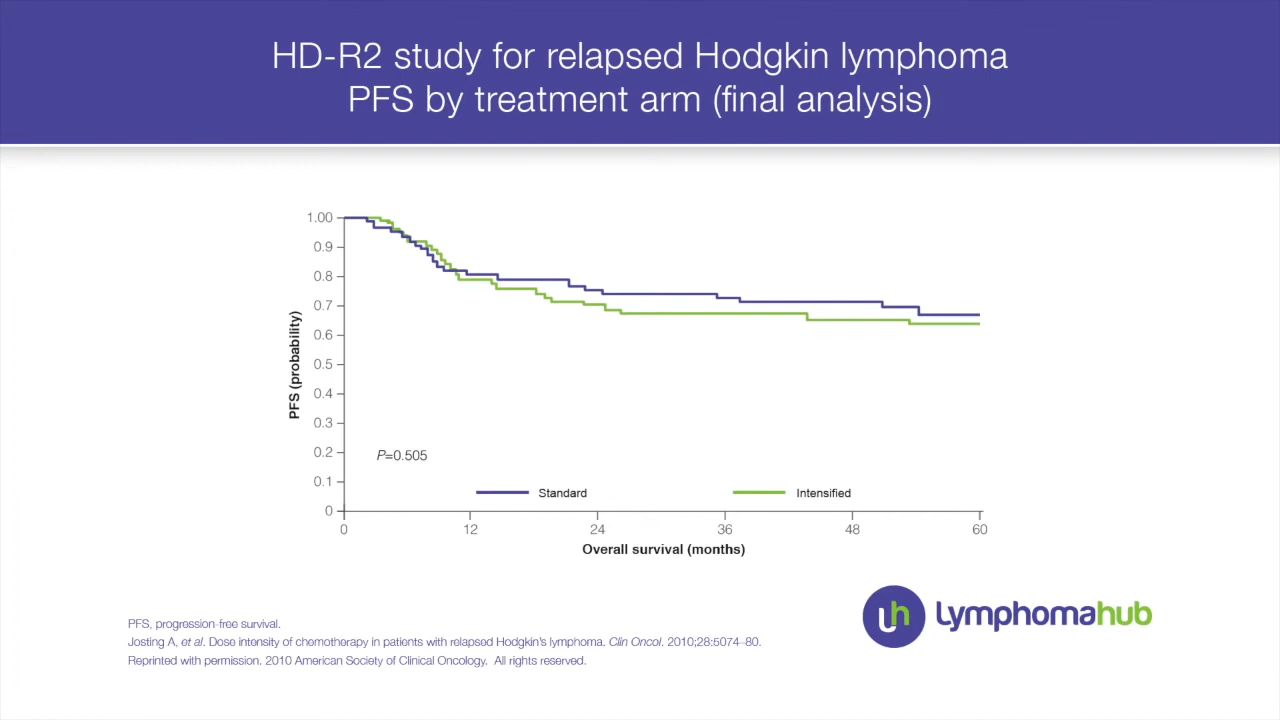 HD-R2 study for relapsed Hodgkin lymphoma
PFS by treatment arm (final analysis)
1.00
0.9
0.8
0.7
0.6
0.5
0.4
0.3
0.2
0.1
0
PFS (probability)
P=0.505
Standard
Intensified
0 12 24 36 48 60
Overall survival (months)
PFS, progression-free survival.
Josting A, et al. Dose intensity of chemotherapy in patients with relapsed Hodgkin's lymphoma. Clin Oncol. 2010;28:5074–80.
Reprinted with permission. 2010 American Society of Clinical Oncology. All rights reserved.
lh lymphomahub